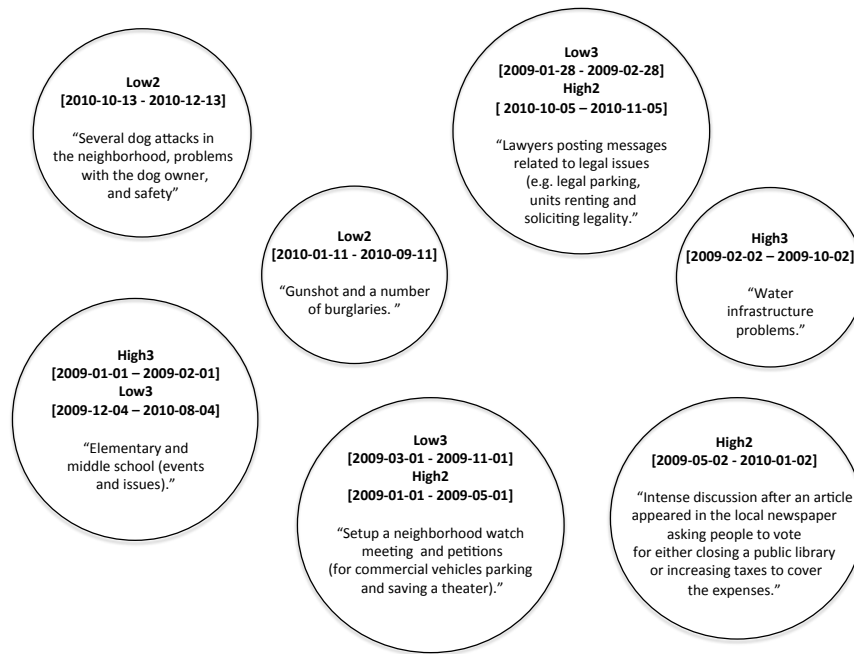 Low2
[2010-10-13 - 2010-12-13]
“Several dog attacks in
the neighborhood, problems
with the dog owner,
and safety”
Low3
[2009-01-28 - 2009-02-28]
High2
[ 2010-10-05 – 2010-11-05]
“Lawyers posting messages
related to legal issues
(e.g. legal parking,
units renting and
soliciting legality.”
Low2
[2010-01-11 - 2010-09-11]
“Gunshot and a number
of burglaries. ”
High3
[2009-02-02 – 2009-10-02]
“Water
infrastructure
problems.”
High3
[2009-01-01 – 2009-02-01]
Low3
[2009-12-04 – 2010-08-04]
“Elementary and
middle school (events
and issues).”
Low3
[2009-03-01 - 2009-11-01]
High2
[2009-01-01 - 2009-05-01]
“Setup a neighborhood watch
meeting and petitions
(for commercial vehicles parking
and saving a theater).”
High2
[2009-05-02 - 2010-01-02]
“Intense discussion after an article
appeared in the local newspaper
asking people to vote
for either closing a public library
or increasing taxes to cover
the expenses.”